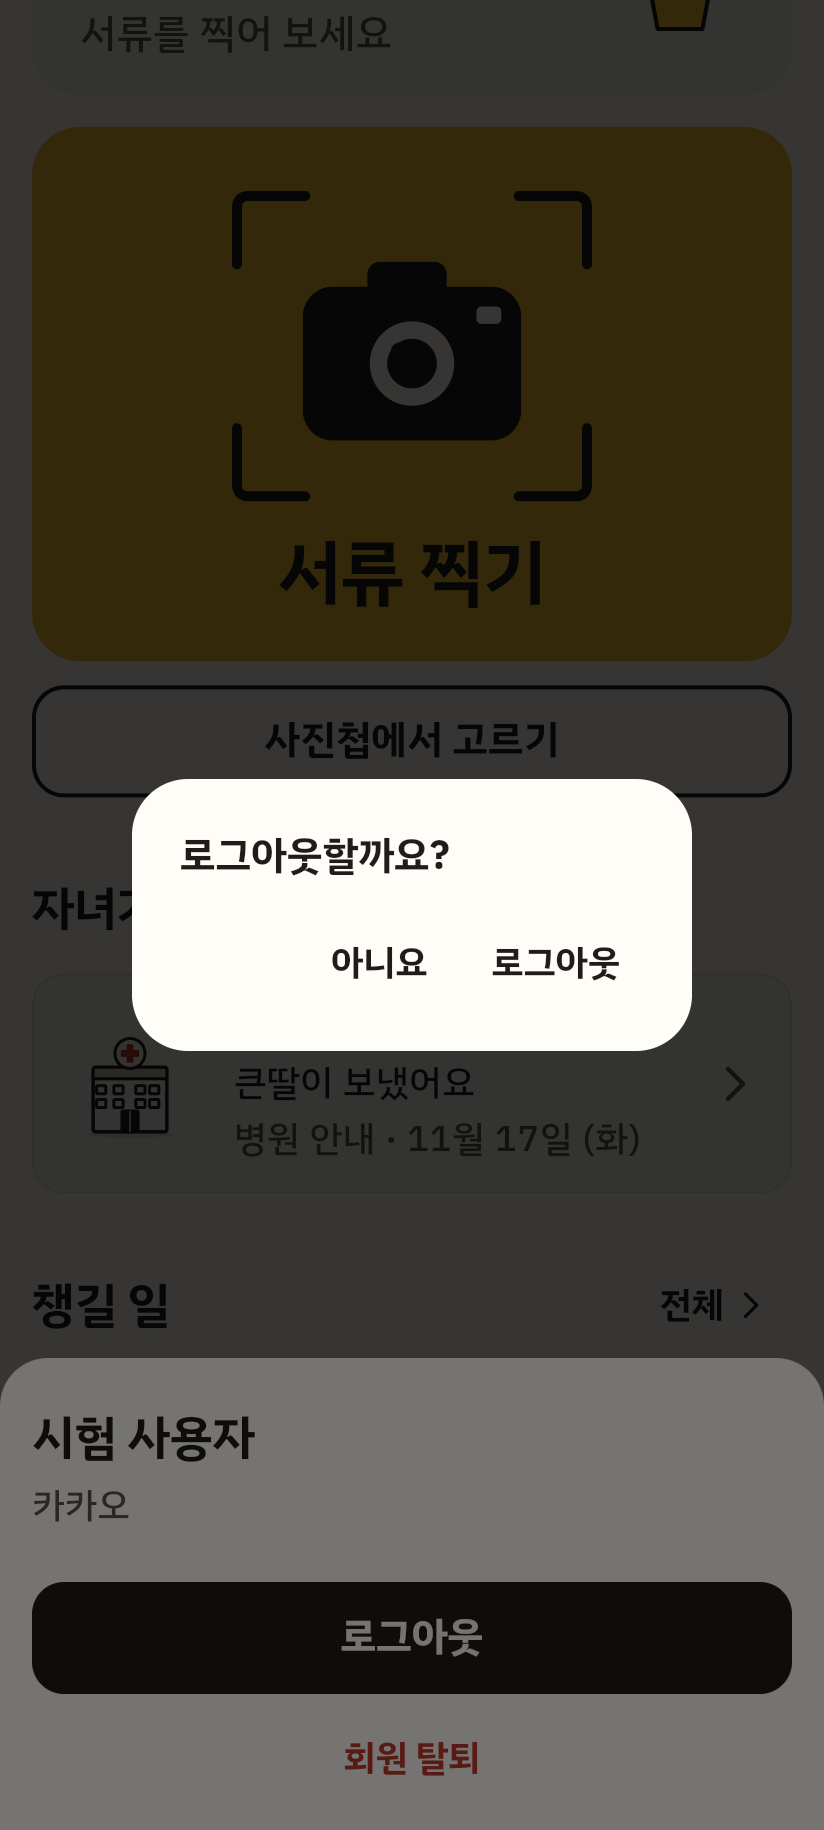 서류를 찍어 보세요
서류 찍기
사진첩에서 고르기
로그아웃할까요?
아니요 로그아웃
큰딸이 보냈어요
병원 안내 · 11월 17일 (화)
챙길 일 전체
시험 사용자
카카오
로그아웃
회원 탈퇴